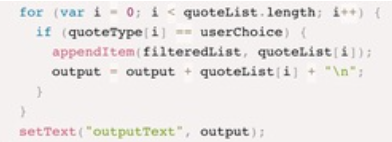 for (var i = 0; i < quoteList.length; i++) {
if (quoteType[i] == userChoice) {
appendItem(filteredList, quoteList[i]);
output = output + quoteList[i] + "\n";
}
}
setText("outputText", output);